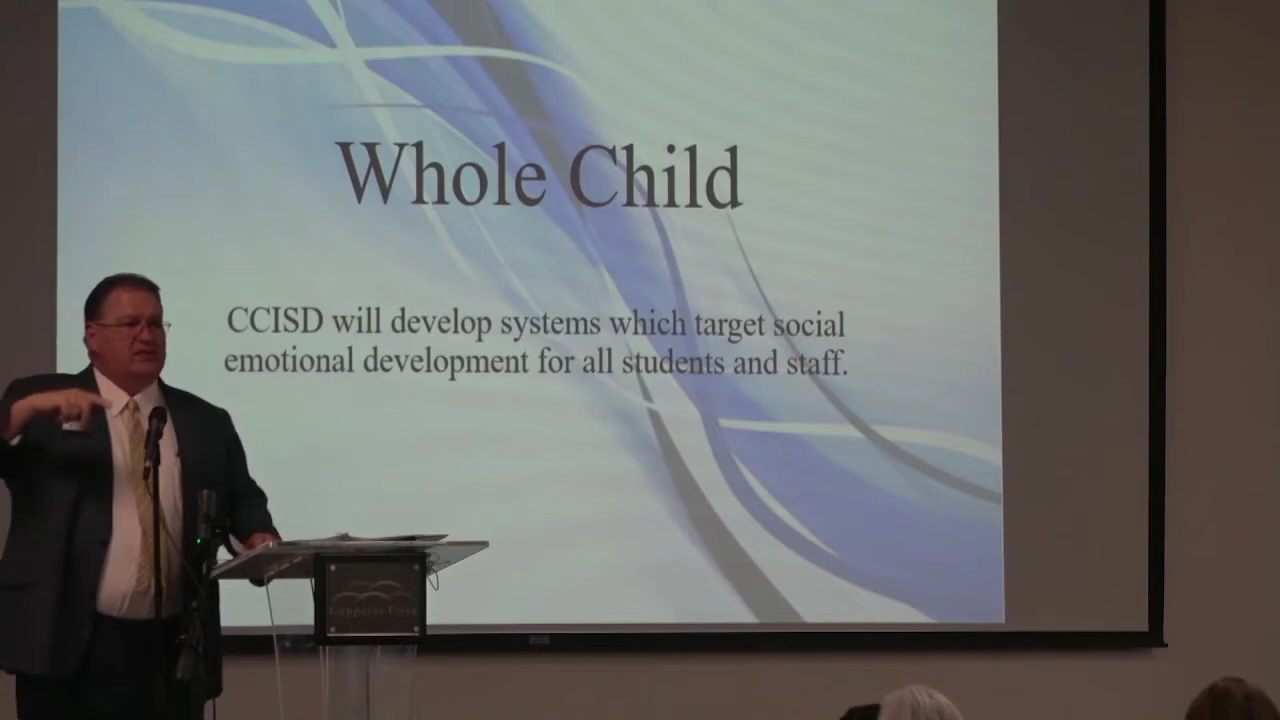 Whole Child
CCISD will develop systems which target social
emotional development for all students and staff.
Copperas Cove